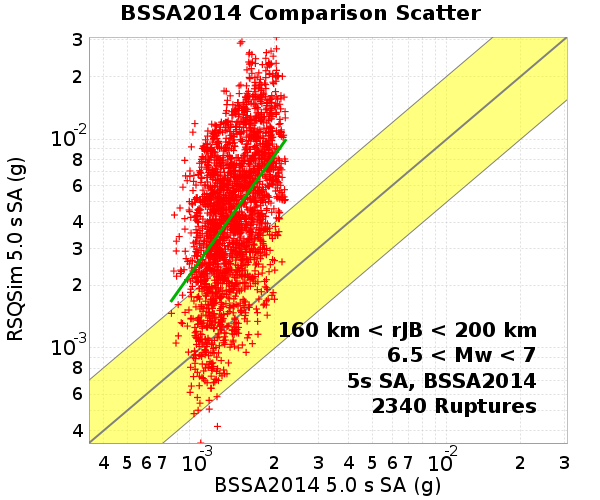 BSSA2014 Comparison Scatter
3
2
10-2
8
6
4
3
2
10-3
8
6
4
RSQSim 5.0 s SA (g)
160 km < rJB < 200 km
6.5 < Mw < 7
5s SA, BSSA2014
2340 Ruptures
4 5 6 7 10-3 2 3 4 5 6 7 10-2 2 3
BSSA2014 5.0 s SA (g)